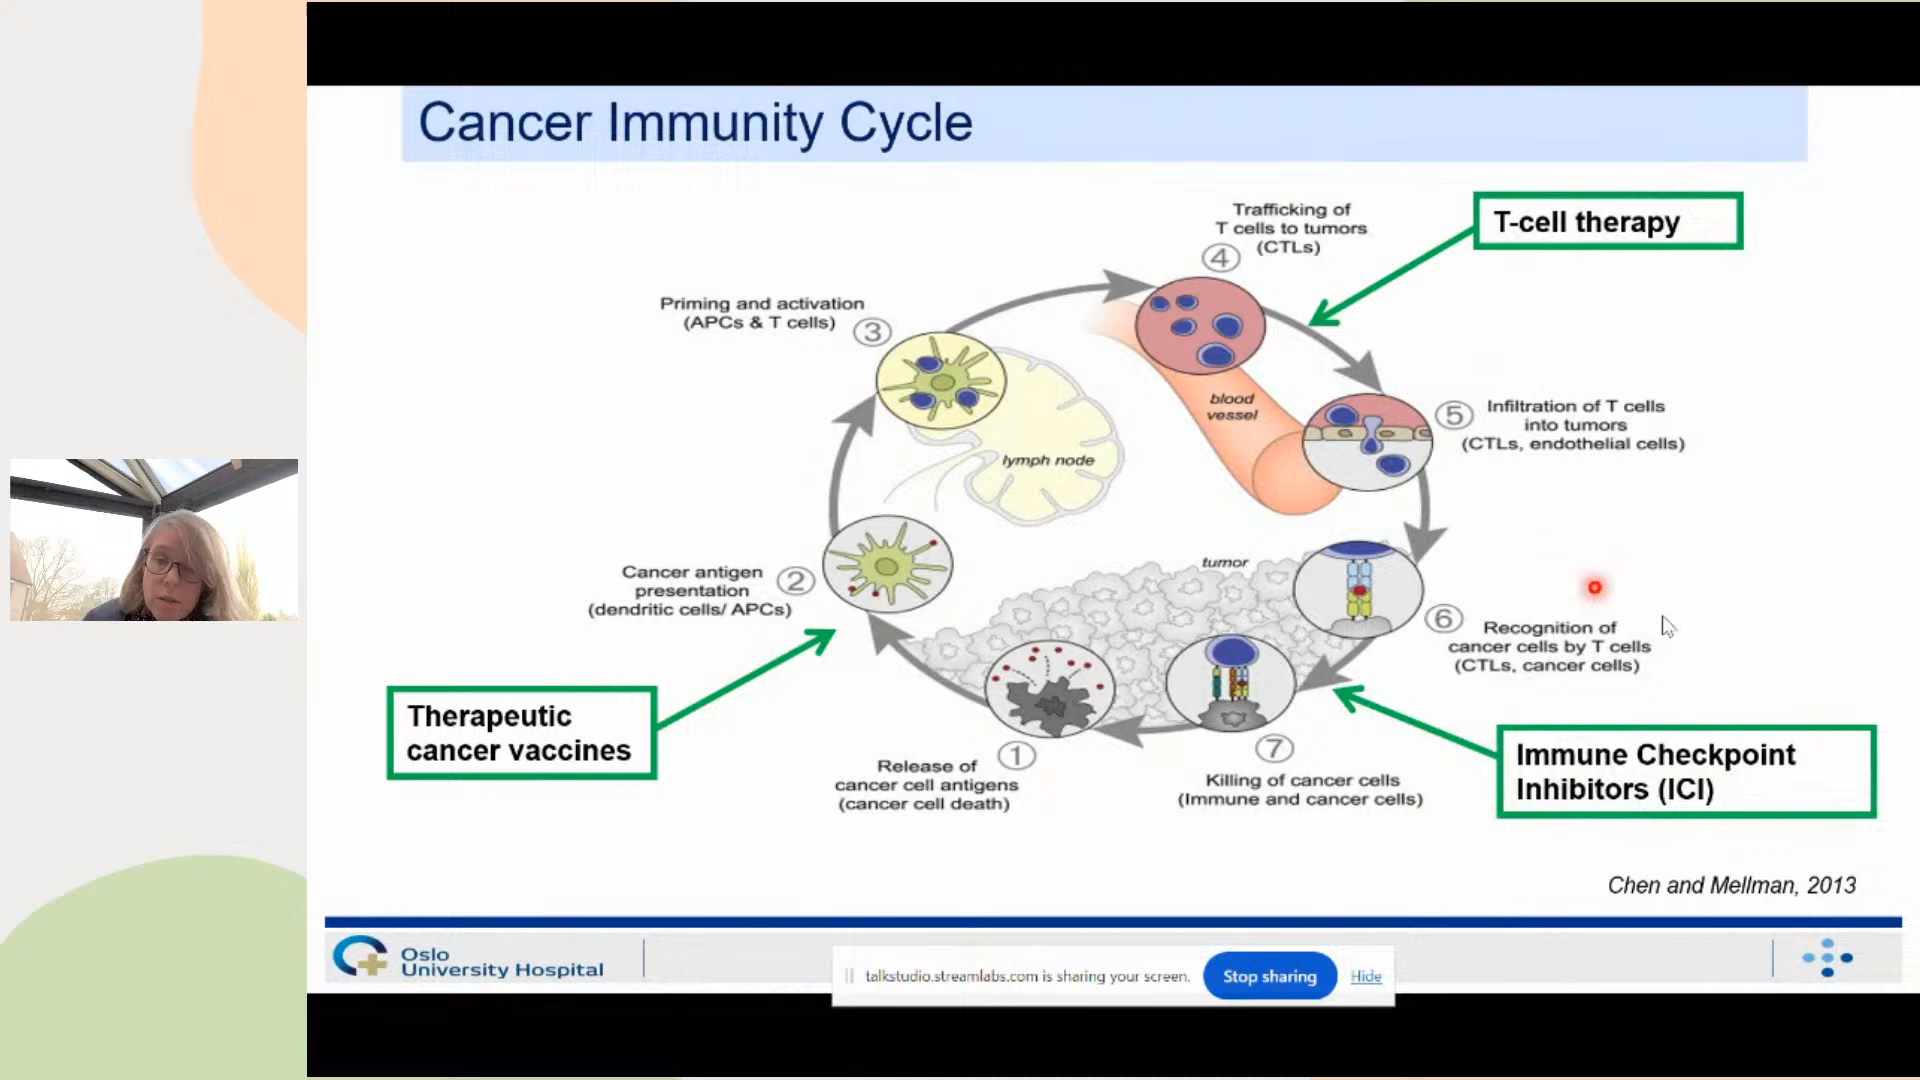 Cancer Immunity Cycle
T-cell therapy
Trafficking of
T cells to tumors
(CTLs)
4
Priming and activation
(APCs & T cells)
3
blood
vessel
5
Infiltration of T cells
into tumors
(CTLs, endothelial cells)
lymph node
Cancer antigen
presentation
(dendritic cells/ APCs)
2
tumor
6
Recognition of
cancer cells by T cells
(CTLs, cancer cells)
Therapeutic
cancer vaccines
1
Release of
cancer cell antigens
(cancer cell death)
7
Killing of cancer cells
(Immune and cancer cells)
Immune Checkpoint
Inhibitors (ICI)
Chen and Mellman, 2013
Oslo
University Hospital
talkstudio.streamlabs.com is sharing your screen.
Stop sharing
Hide